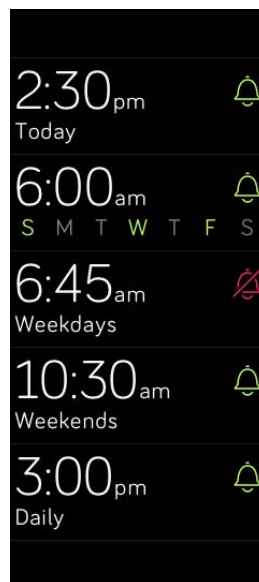 2:30pm
Today
6:00am
S M T W T F S
6:45am
Weekdays
10:30am
Weekends
3:00pm
Daily